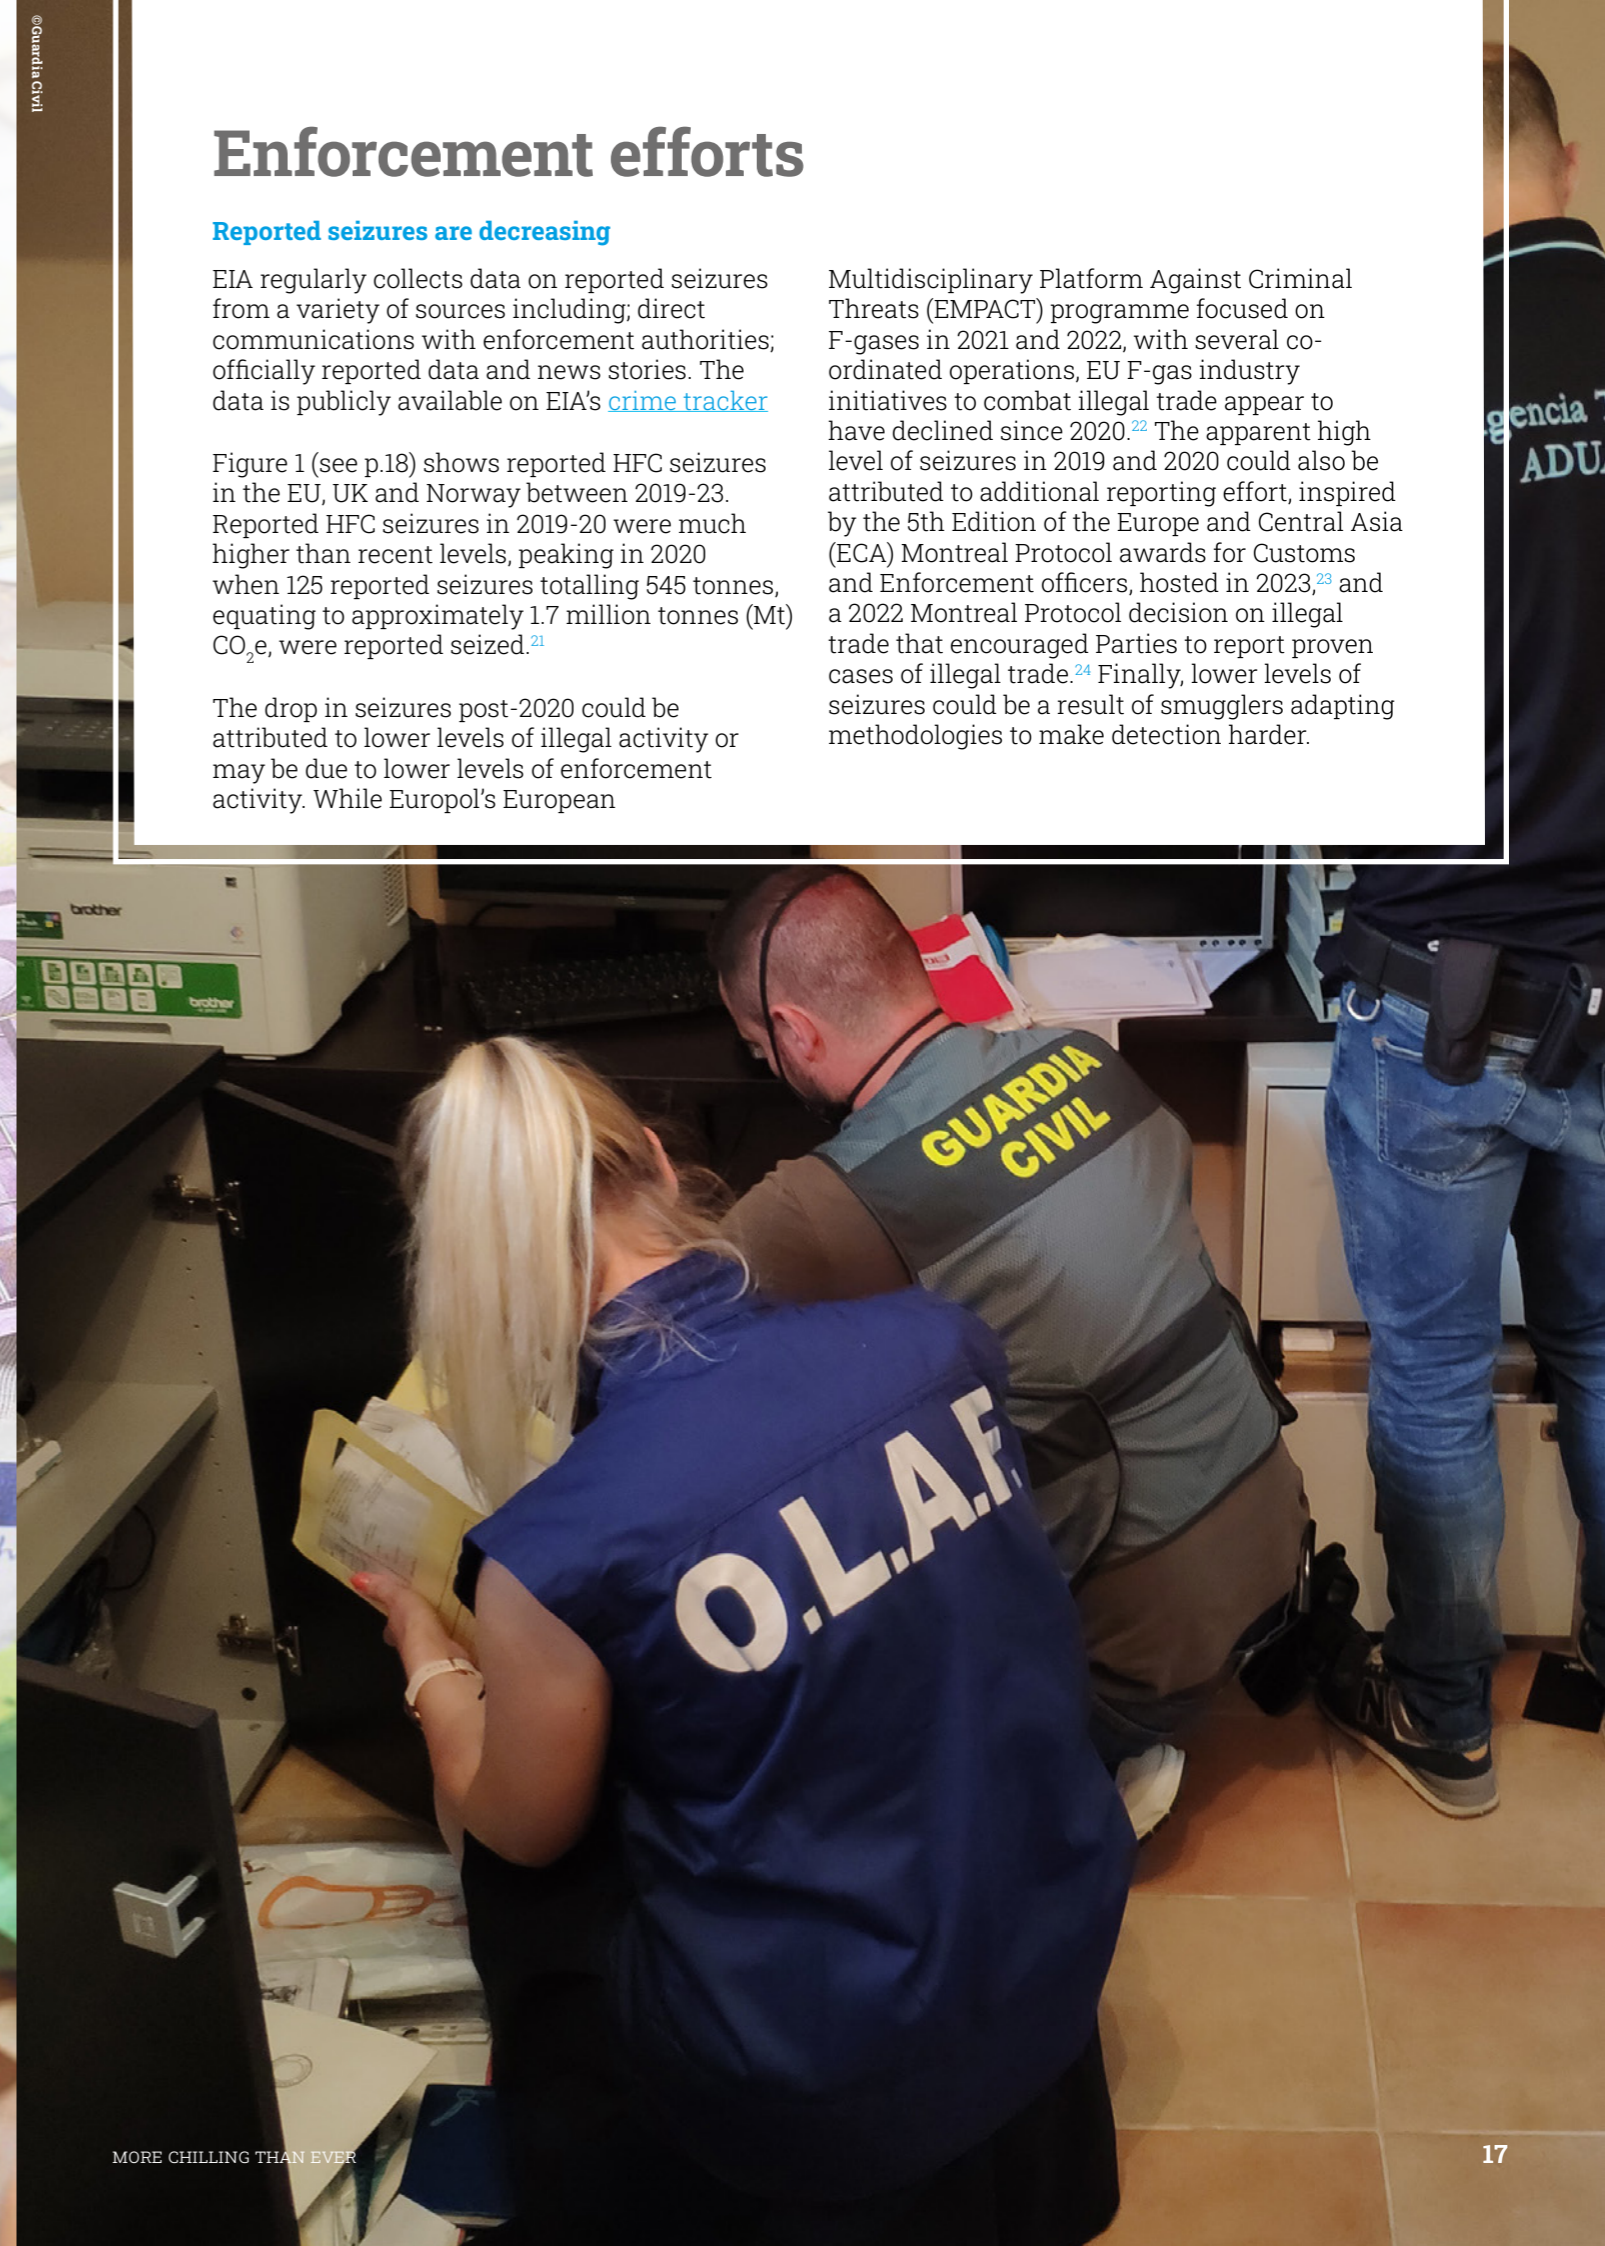 ©Guardia Civil
Enforcement efforts
Reported seizures are decreasing
EIA regularly collects data on reported seizures
from a variety of sources including; direct
communications with enforcement authorities;
officially reported data and news stories. The
data is publicly available on EIA’s crime tracker
Figure 1 (see p.18) shows reported HFC seizures
in the EU, UK and Norway between 2019-23.
Reported HFC seizures in 2019-20 were much
higher than recent levels, peaking in 2020
when 125 reported seizures totalling 545 tonnes,
equating to approximately 1.7 million tonnes (Mt)
CO₂e, were reported seized.²¹
The drop in seizures post-2020 could be
attributed to lower levels of illegal activity or
may be due to lower levels of enforcement
activity. While Europol’s European
Multidisciplinary Platform Against Criminal
Threats (EMPACT) programme focused on
F-gases in 2021 and 2022, with several co-
ordinated operations, EU F-gas industry
initiatives to combat illegal trade appear to
have declined since 2020.²² The apparent high
level of seizures in 2019 and 2020 could also be
attributed to additional reporting effort, inspired
by the 5th Edition of the Europe and Central Asia
(ECA) Montreal Protocol awards for Customs
and Enforcement officers, hosted in 2023,²³ and
a 2022 Montreal Protocol decision on illegal
trade that encouraged Parties to report proven
cases of illegal trade.²⁴ Finally, lower levels of
seizures could be a result of smugglers adapting
methodologies to make detection harder.
gencia
ADU
brother
brother
GUARDIA
CIVIL
O.L.A.F.
MORE CHILLING THAN EVER
17